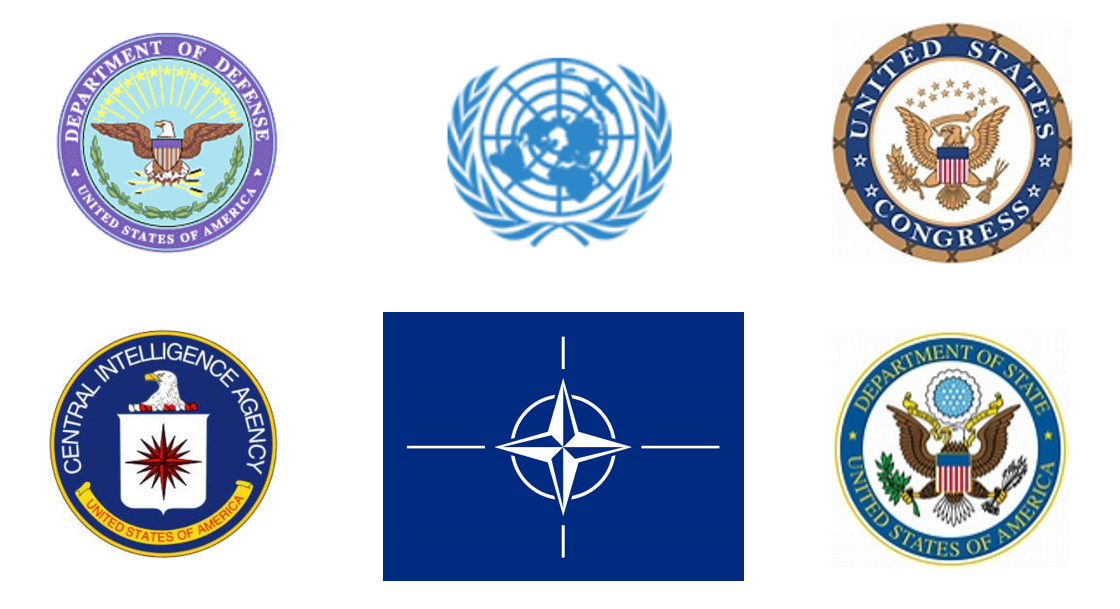 DEPARTMENT OF DEFENSE
UNITED STATES OF AMERICA
UNITED STATES
CONGRESS
CENTRAL INTELLIGENCE AGENCY
UNITED STATES OF AMERICA
DEPARTMENT OF STATE
UNITED STATES OF AMERICA